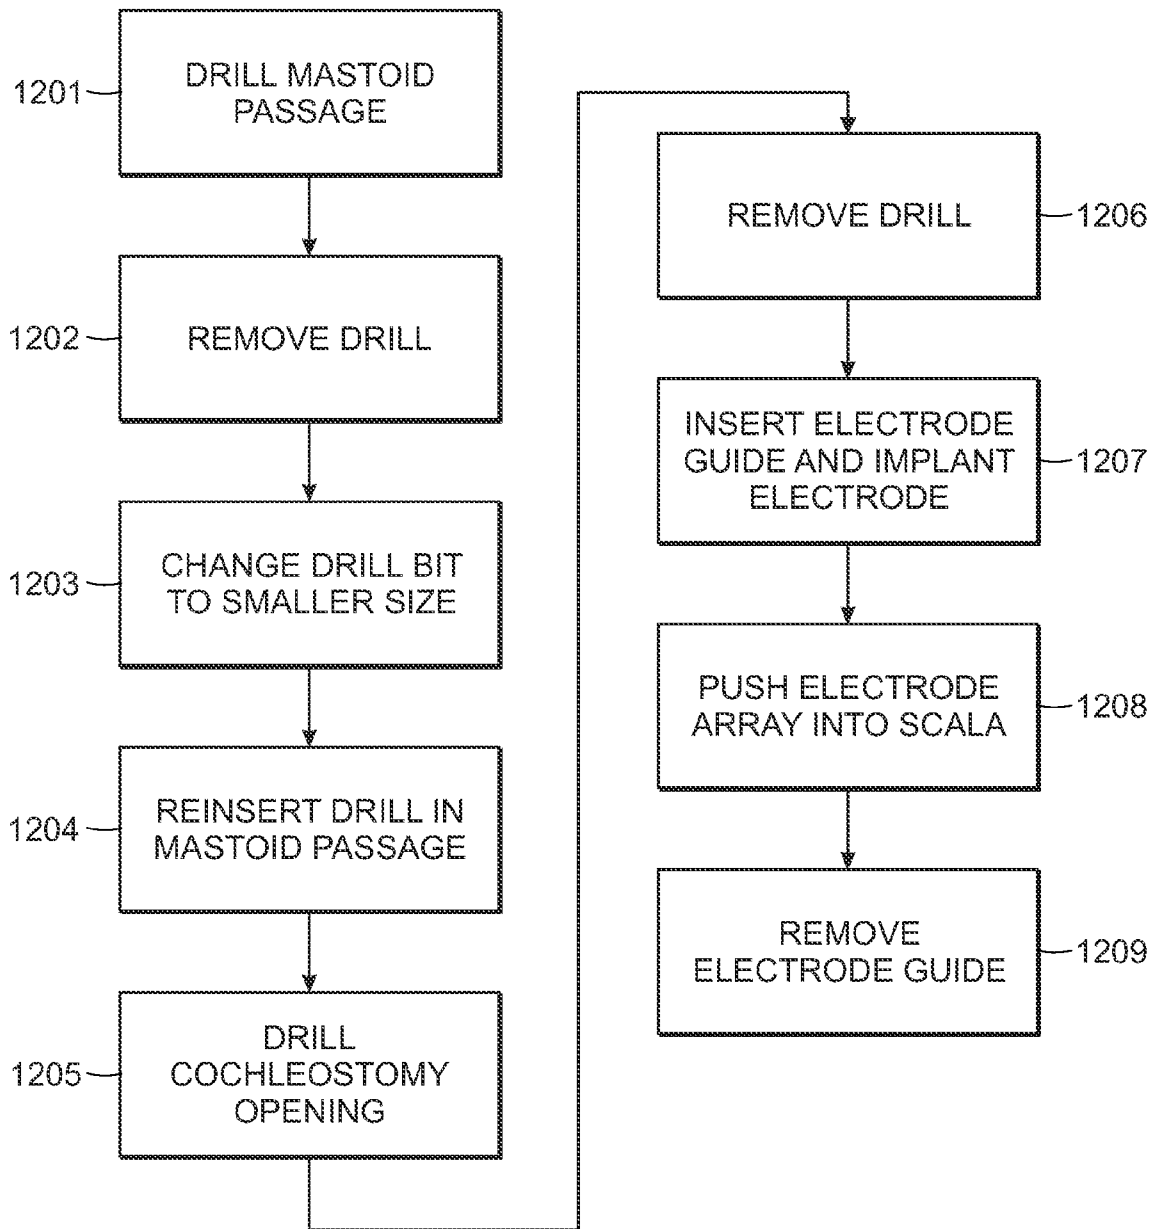 1201
DRILL MASTOID
PASSAGE
1202
REMOVE DRILL
1203
CHANGE DRILL BIT
TO SMALLER SIZE
1204
REINSERT DRILL IN
MASTOID PASSAGE
1205
DRILL
COCHLEOSTOMY
OPENING
REMOVE DRILL
1206
INSERT ELECTRODE
GUIDE AND IMPLANT
ELECTRODE
1207
PUSH ELECTRODE
ARRAY INTO SCALA
1208
REMOVE
ELECTRODE GUIDE
1209